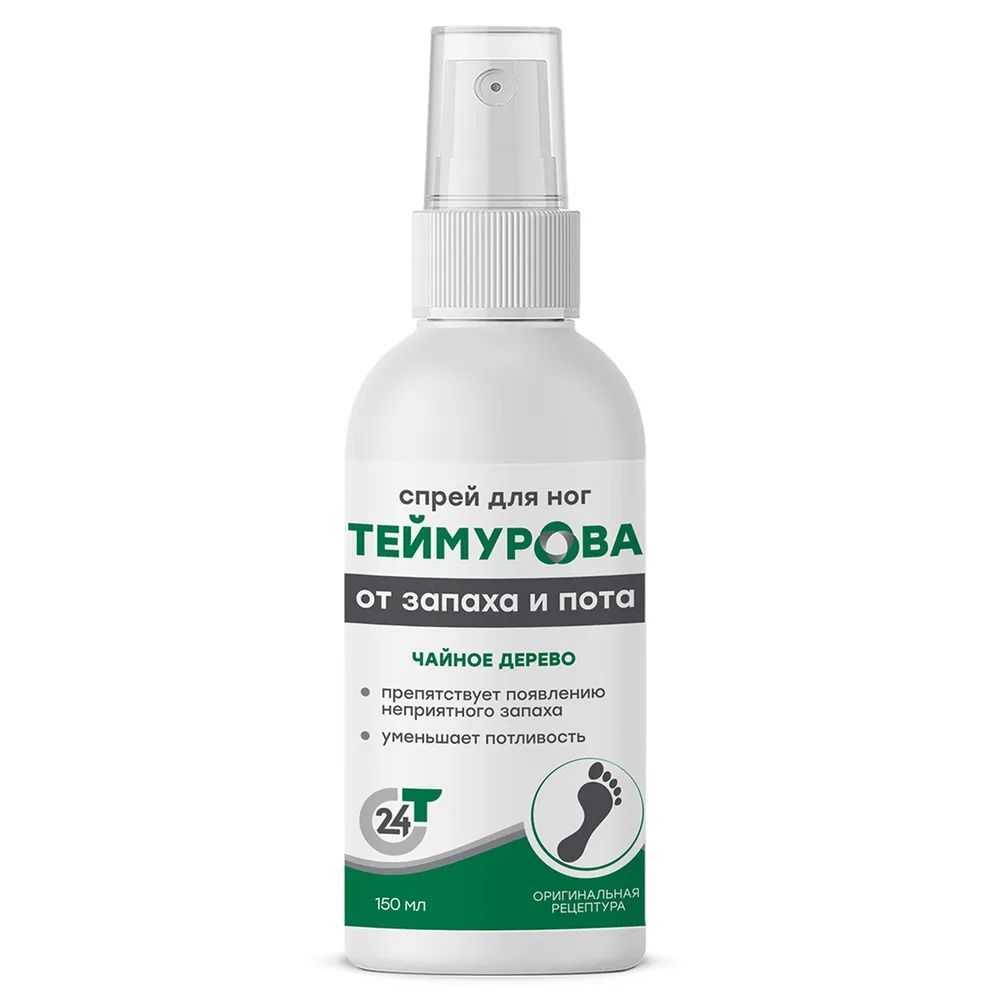 спрей для ног
ТЕЙМУРОВА
от запаха и пота
ЧАЙНОЕ ДЕРЕВО
• препятствует появлению
неприятного запаха
• уменьшает потливость
24 Т
150 мл
ОРИГИНАЛЬНАЯ
РЕЦЕПТУРА